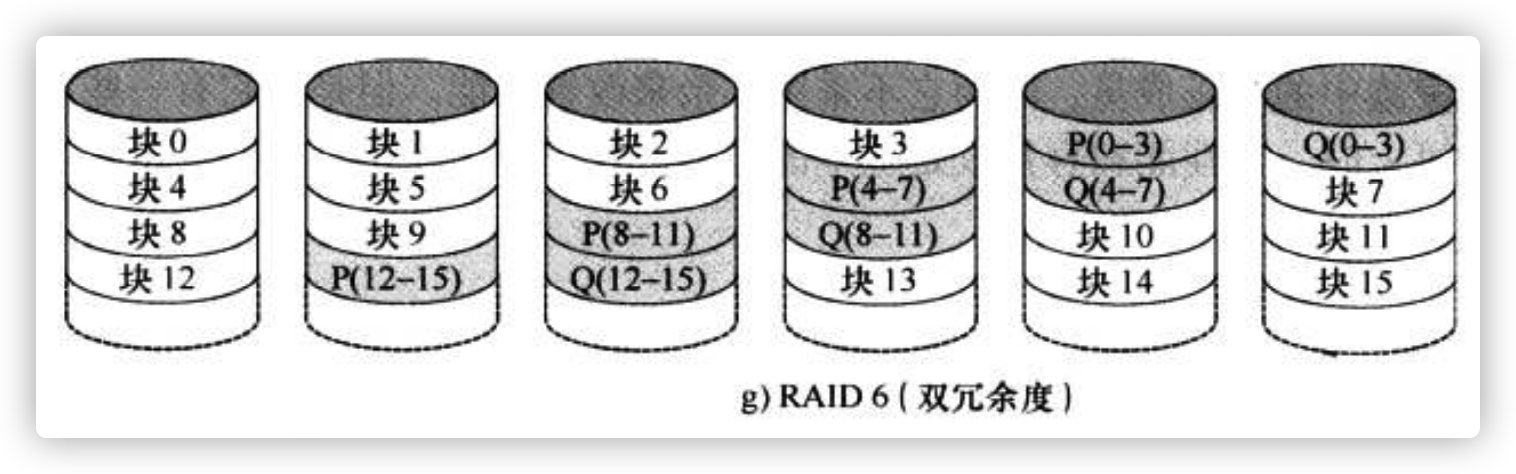 块 0 块 1 块 2 块 3 P(0–3) Q(0–3)
块 4 块 5 块 6 P(4–7) Q(4–7) 块 7
块 8 块 9 P(8–11) Q(8–11) 块 10 块 11
块 12 P(12–15) Q(12–15) 块 13 块 14 块 15
g) RAID 6 ( 双冗余度 )